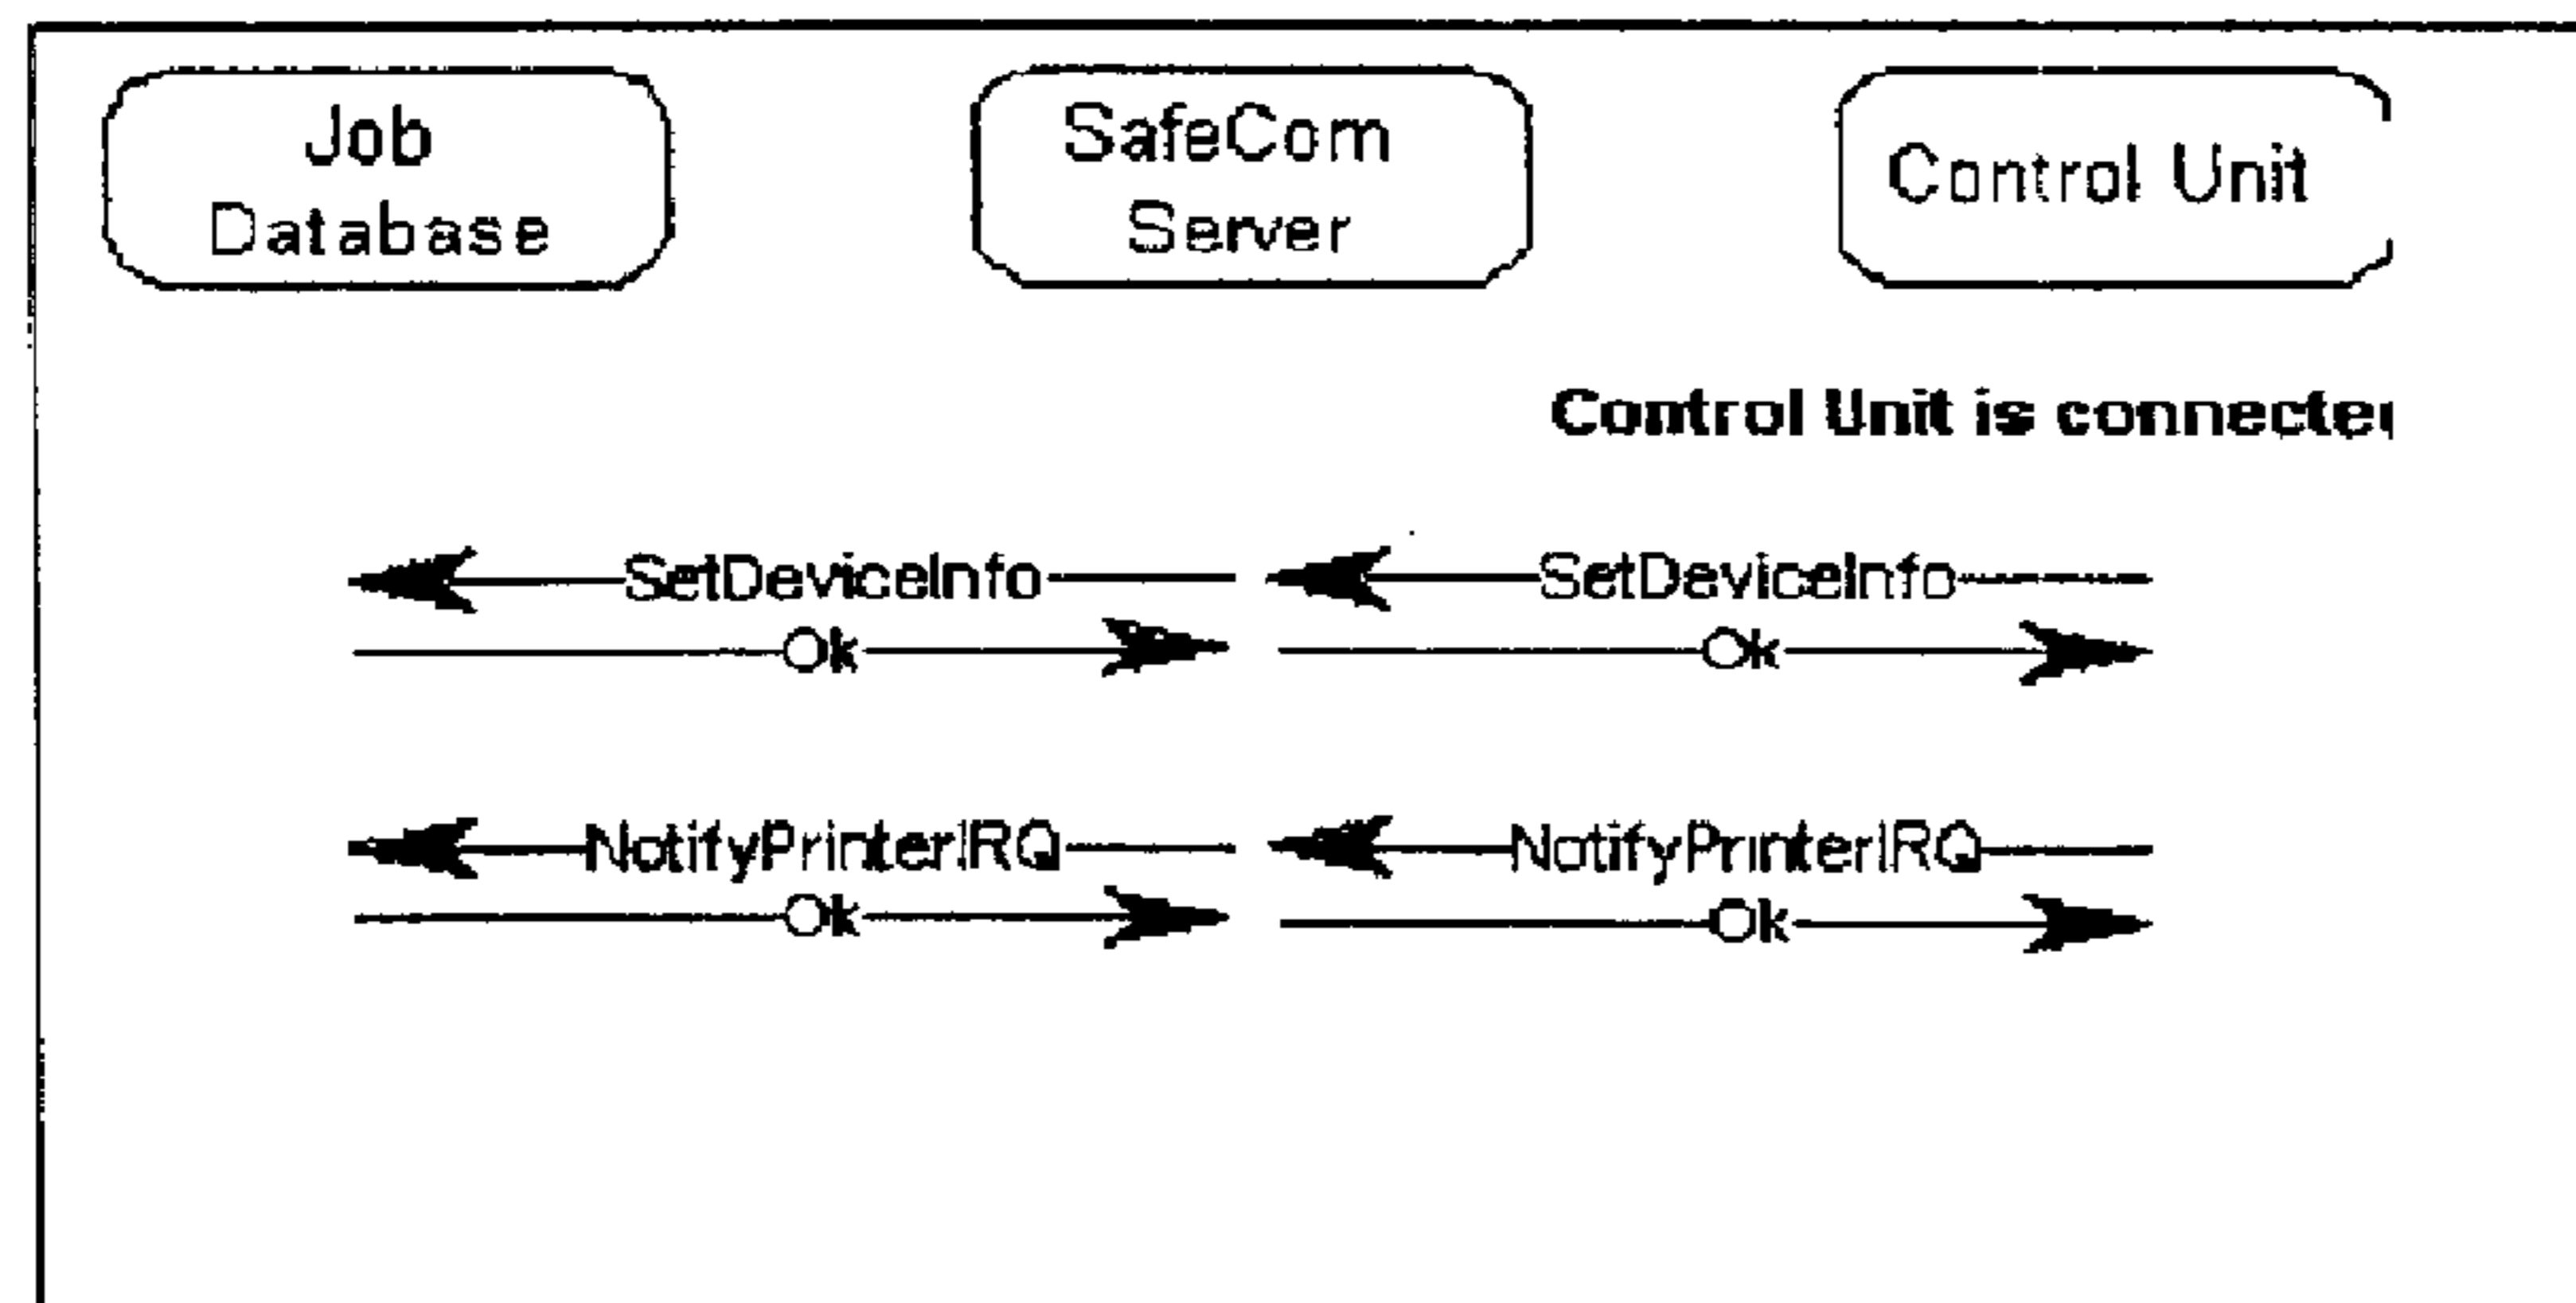 Job
Database
SafeCom
Server
Control Unit
Control Unit is connecte
SetDeviceInfo
SetDeviceInfo
Ok
Ok
NotifyPrinterIRQ
NotifyPrinterIRQ
Ok
Ok